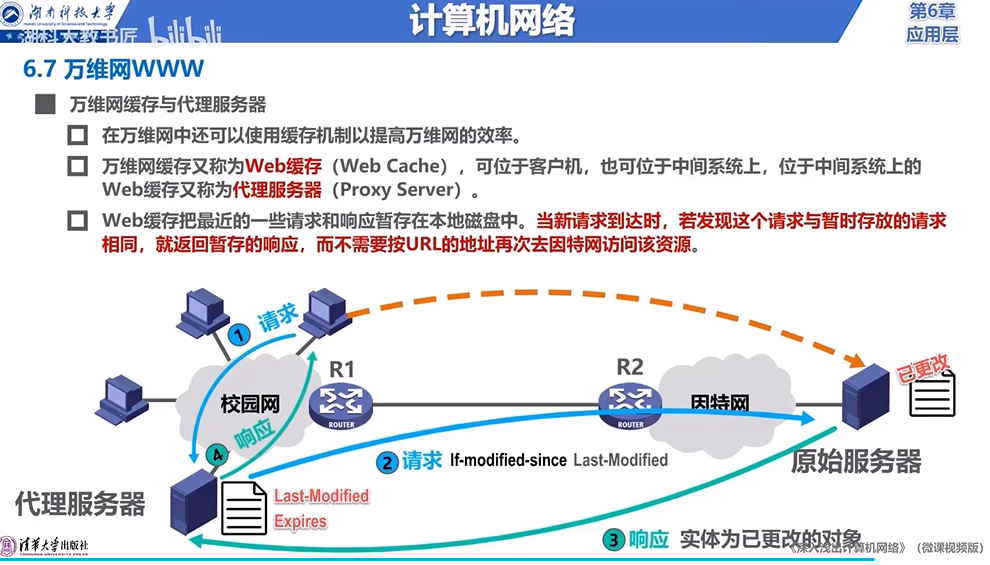 湖南科技大学
Hunan University of Science and Technology
湖科大教书匠 bilibili
计算机网络
第6章
应用层
6.7 万维网WWW
万维网缓存与代理服务器
在万维网中还可以使用缓存机制以提高万维网的效率。
万维网缓存又称为Web缓存（Web Cache），可位于客户机，也可位于中间系统上，位于中间系统上的
Web缓存又称为代理服务器（Proxy Server）。
Web缓存把最近的一些请求和响应暂存在本地磁盘中。当新请求到达时，若发现这个请求与暂时存放的请求
相同，就返回暂存的响应，而不需要按URL的地址再次去因特网访问该资源。
1 请求
R1
R2
已更改
校园网
ROUTER
ROUTER
因特网
4 响应
2 请求 If-modified-since Last-Modified
原始服务器
代理服务器
Last-Modified
Expires
3 响应 实体为已更改的对象
清华大学出版社
TSINGHUA UNIVERSITY PRESS
《深入浅出计算机网络》（微课视频版）